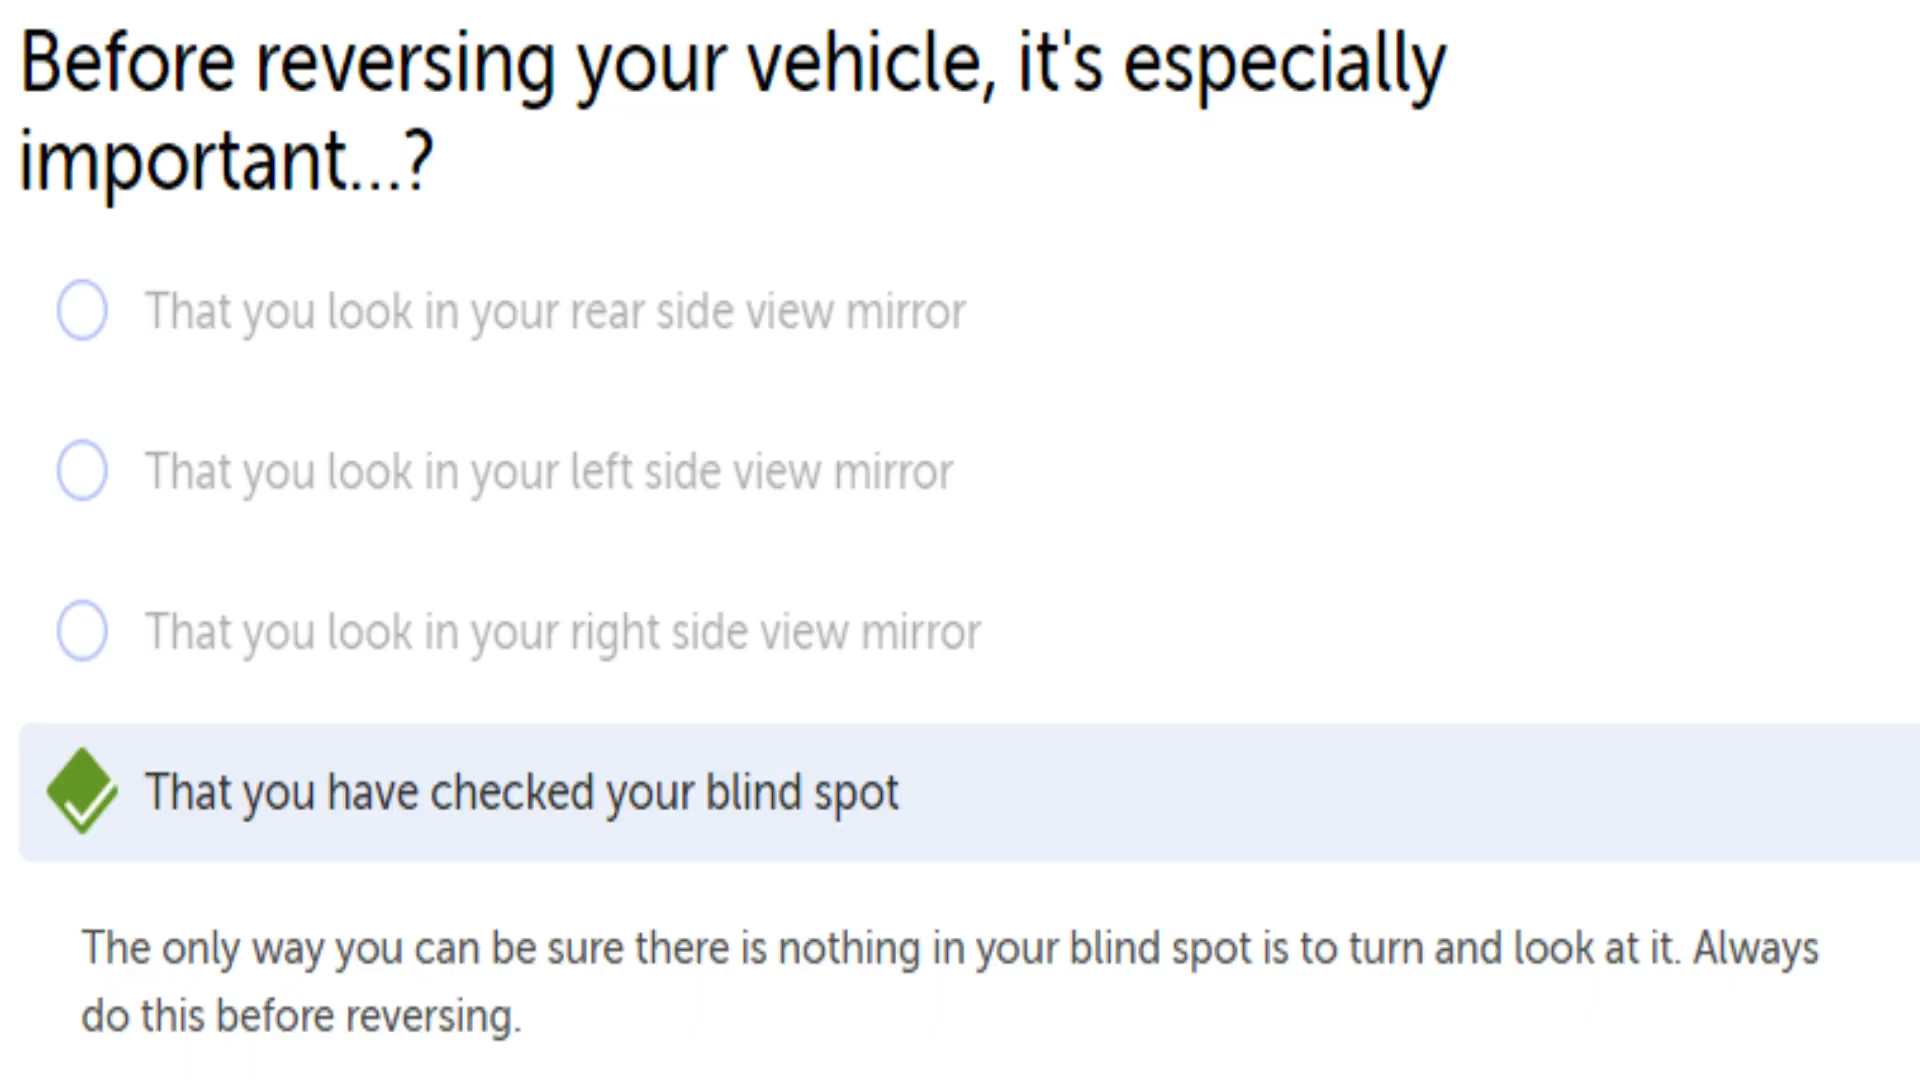 Before reversing your vehicle, it's especially
important...?
That you look in your rear side view mirror
That you look in your left side view mirror
That you look in your right side view mirror
That you have checked your blind spot
The only way you can be sure there is nothing in your blind spot is to turn and look at it. Always
do this before reversing.